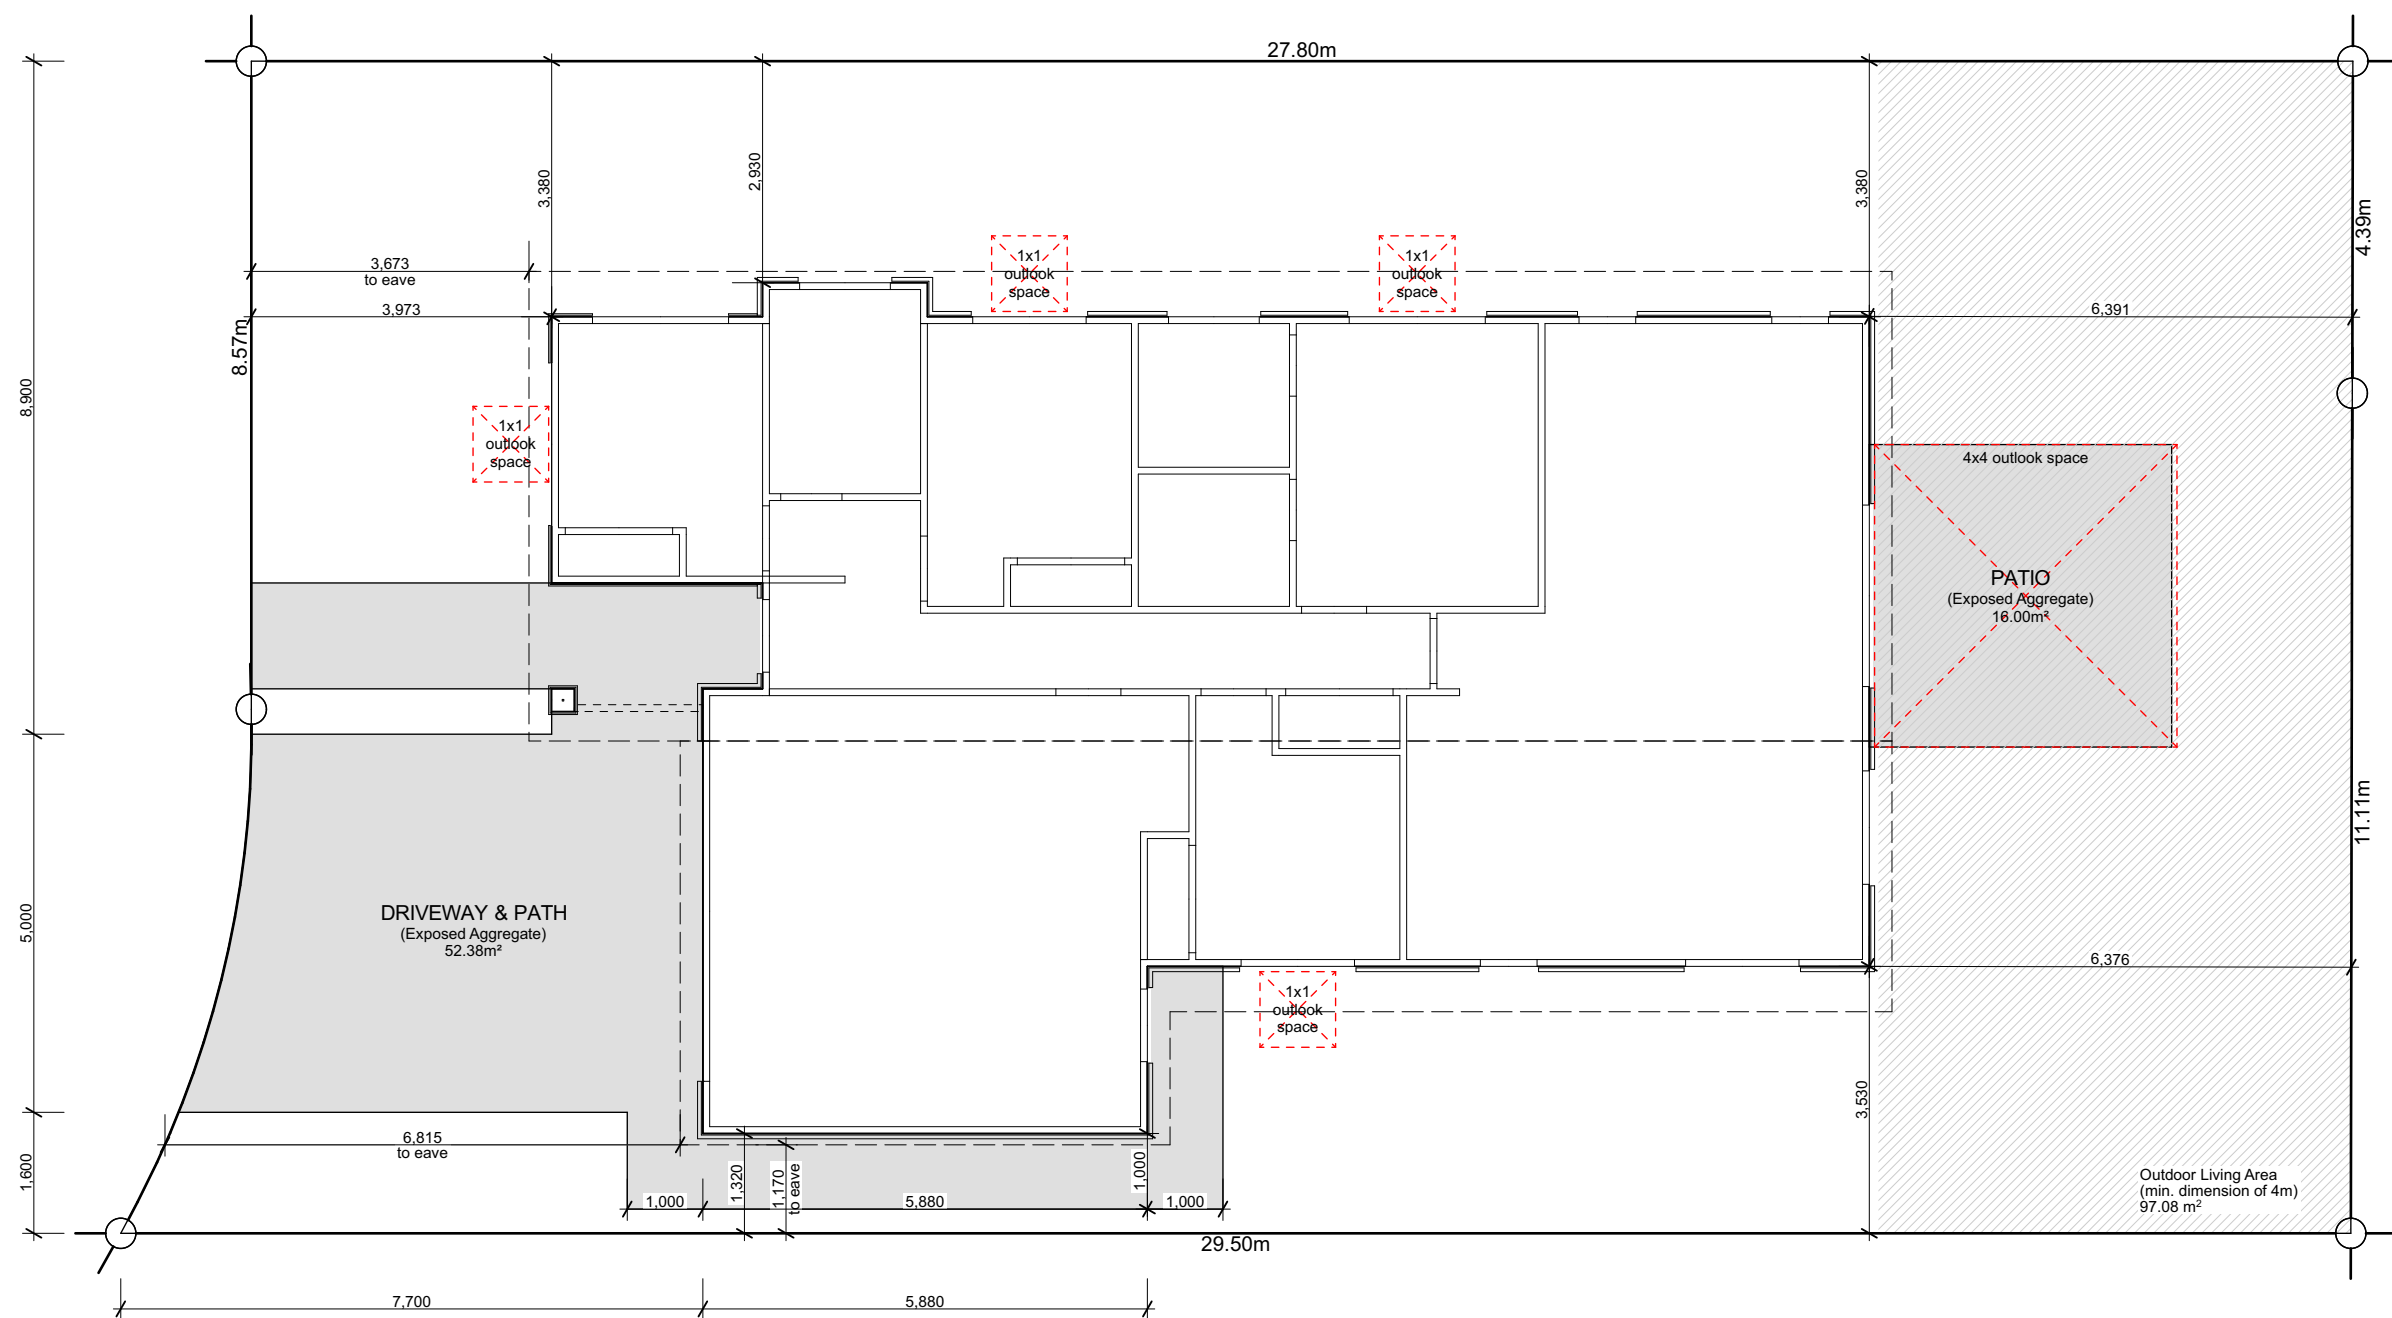 27.80m
3,380
2,930
3,380
4.39m
3,673
to eave
1x1
outlook
space
1x1
outlook
space
3,973
6,391
8.57m
8,900
1x1
outlook
space
4x4 outlook space
PATIO
(Exposed Aggregate)
16.00m²
11.11m
DRIVEWAY & PATH
(Exposed Aggregate)
52.38m²
5,000
6,376
1x1
outlook
space
3,530
6,815
to eave
1,600
1,320
1,170
to eave
1,000
1,000
5,880
1,000
Outdoor Living Area
(min. dimension of 4m)
97.08 m²
29.50m
7,700
5,880